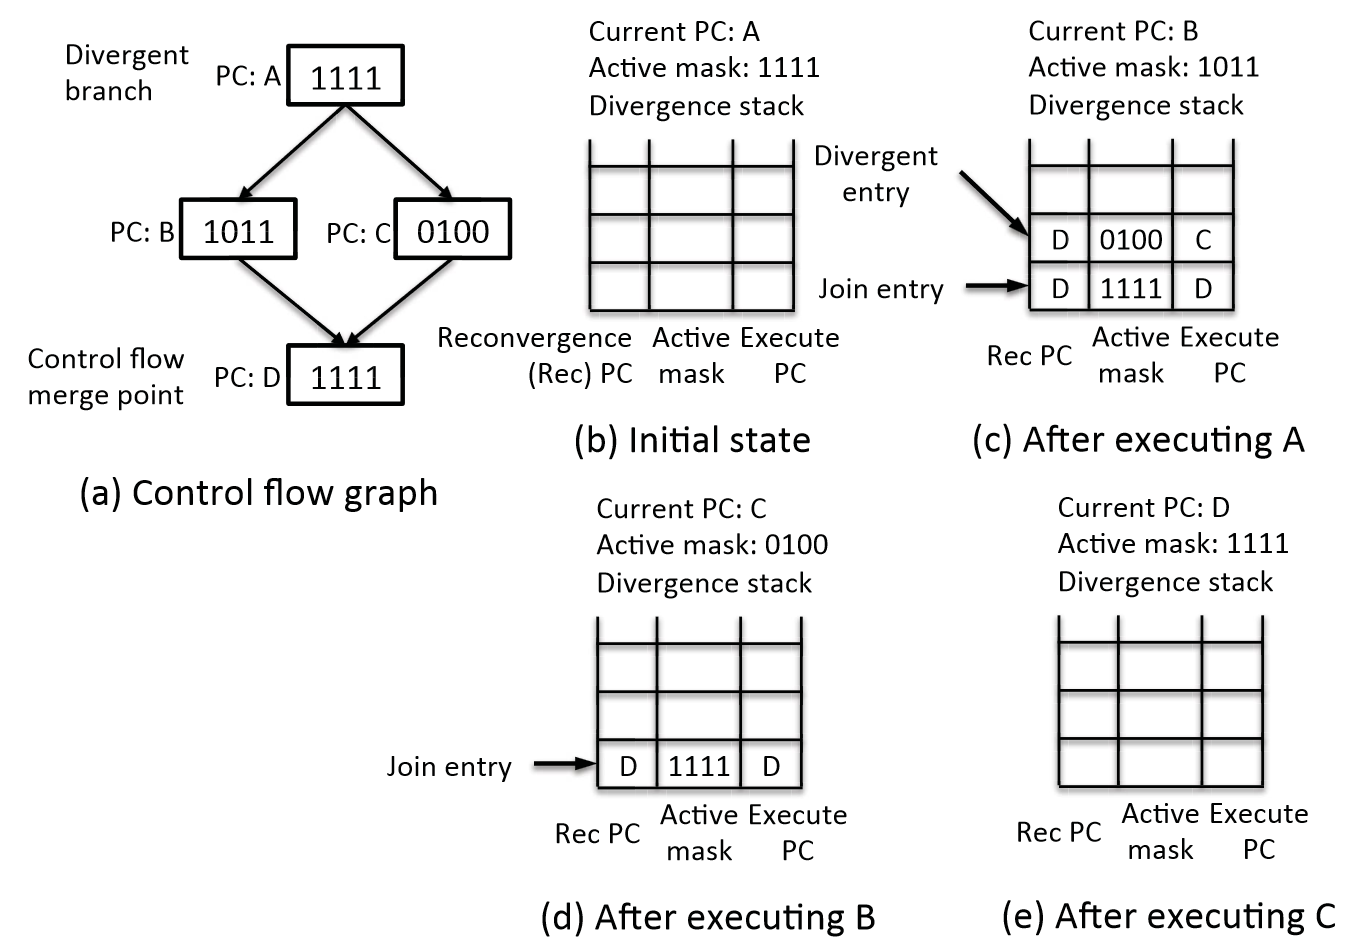 Divergent
branch
PC: A
1111
PC: B
1011
PC: C
0100
Control flow
merge point
PC: D
1111
(a) Control flow graph
Current PC: A
Active mask: 1111
Divergence stack
Reconvergence
(Rec) PC
Active
mask
Execute
PC
(b) Initial state
Current PC: B
Active mask: 1011
Divergence stack
Divergent
entry
D 0100 C
Join entry
D 1111 D
Rec PC
Active
mask
Execute
PC
(c) After executing A
Current PC: C
Active mask: 0100
Divergence stack
Join entry
D 1111 D
Rec PC
Active
mask
Execute
PC
(d) After executing B
Current PC: D
Active mask: 1111
Divergence stack
Rec PC
Active
mask
Execute
PC
(e) After executing C